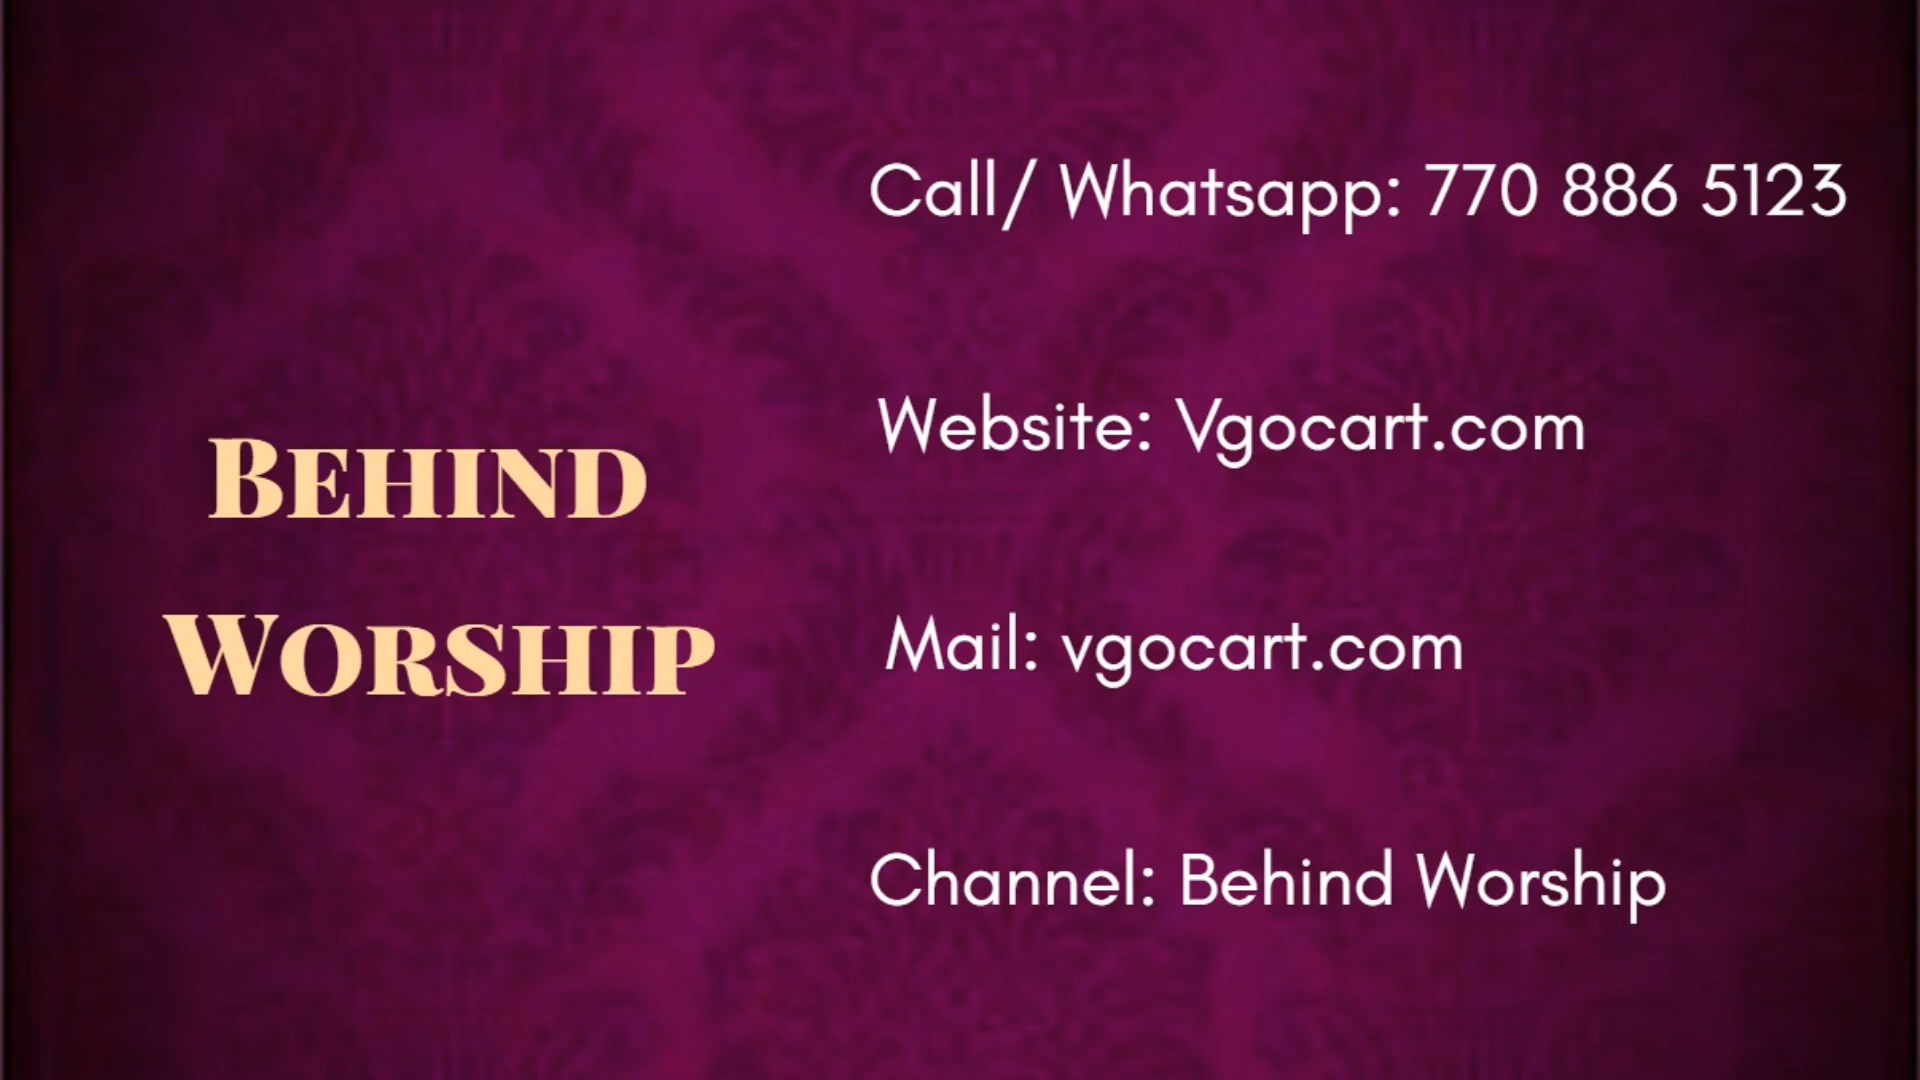 Behind
Worship
Call/ Whatsapp: 770 886 5123
Website: Vgocart.com
Mail: vgocart.com
Channel: Behind Worship